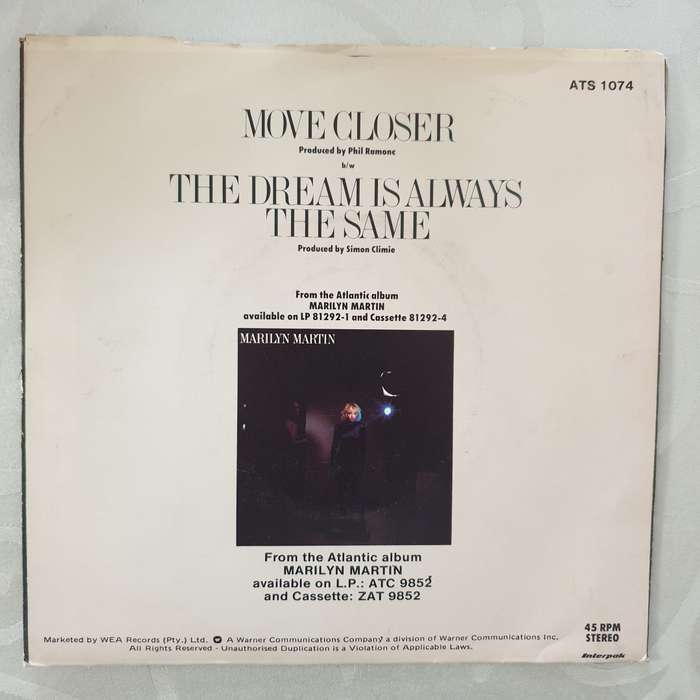 ATS 1074
MOVE CLOSER
Produced by Phil Ramone
b/w
THE DREAM IS ALWAYS
THE SAME
Produced by Simon Climie
From the Atlantic album
MARILYN MARTIN
available on LP 81292-1 and Cassette 81292-4
MARILYN MARTIN
From the Atlantic album
MARILYN MARTIN
available on L.P.: ATC 9852
and Cassette: ZAT 9852
45 RPM
STEREO
Marketed by WEA Records (Pty.) Ltd. A Warner Communications Company a division of Warner Communications Inc.
All Rights Reserved - Unauthorised Duplication is a Violation of Applicable Laws.
Interpak